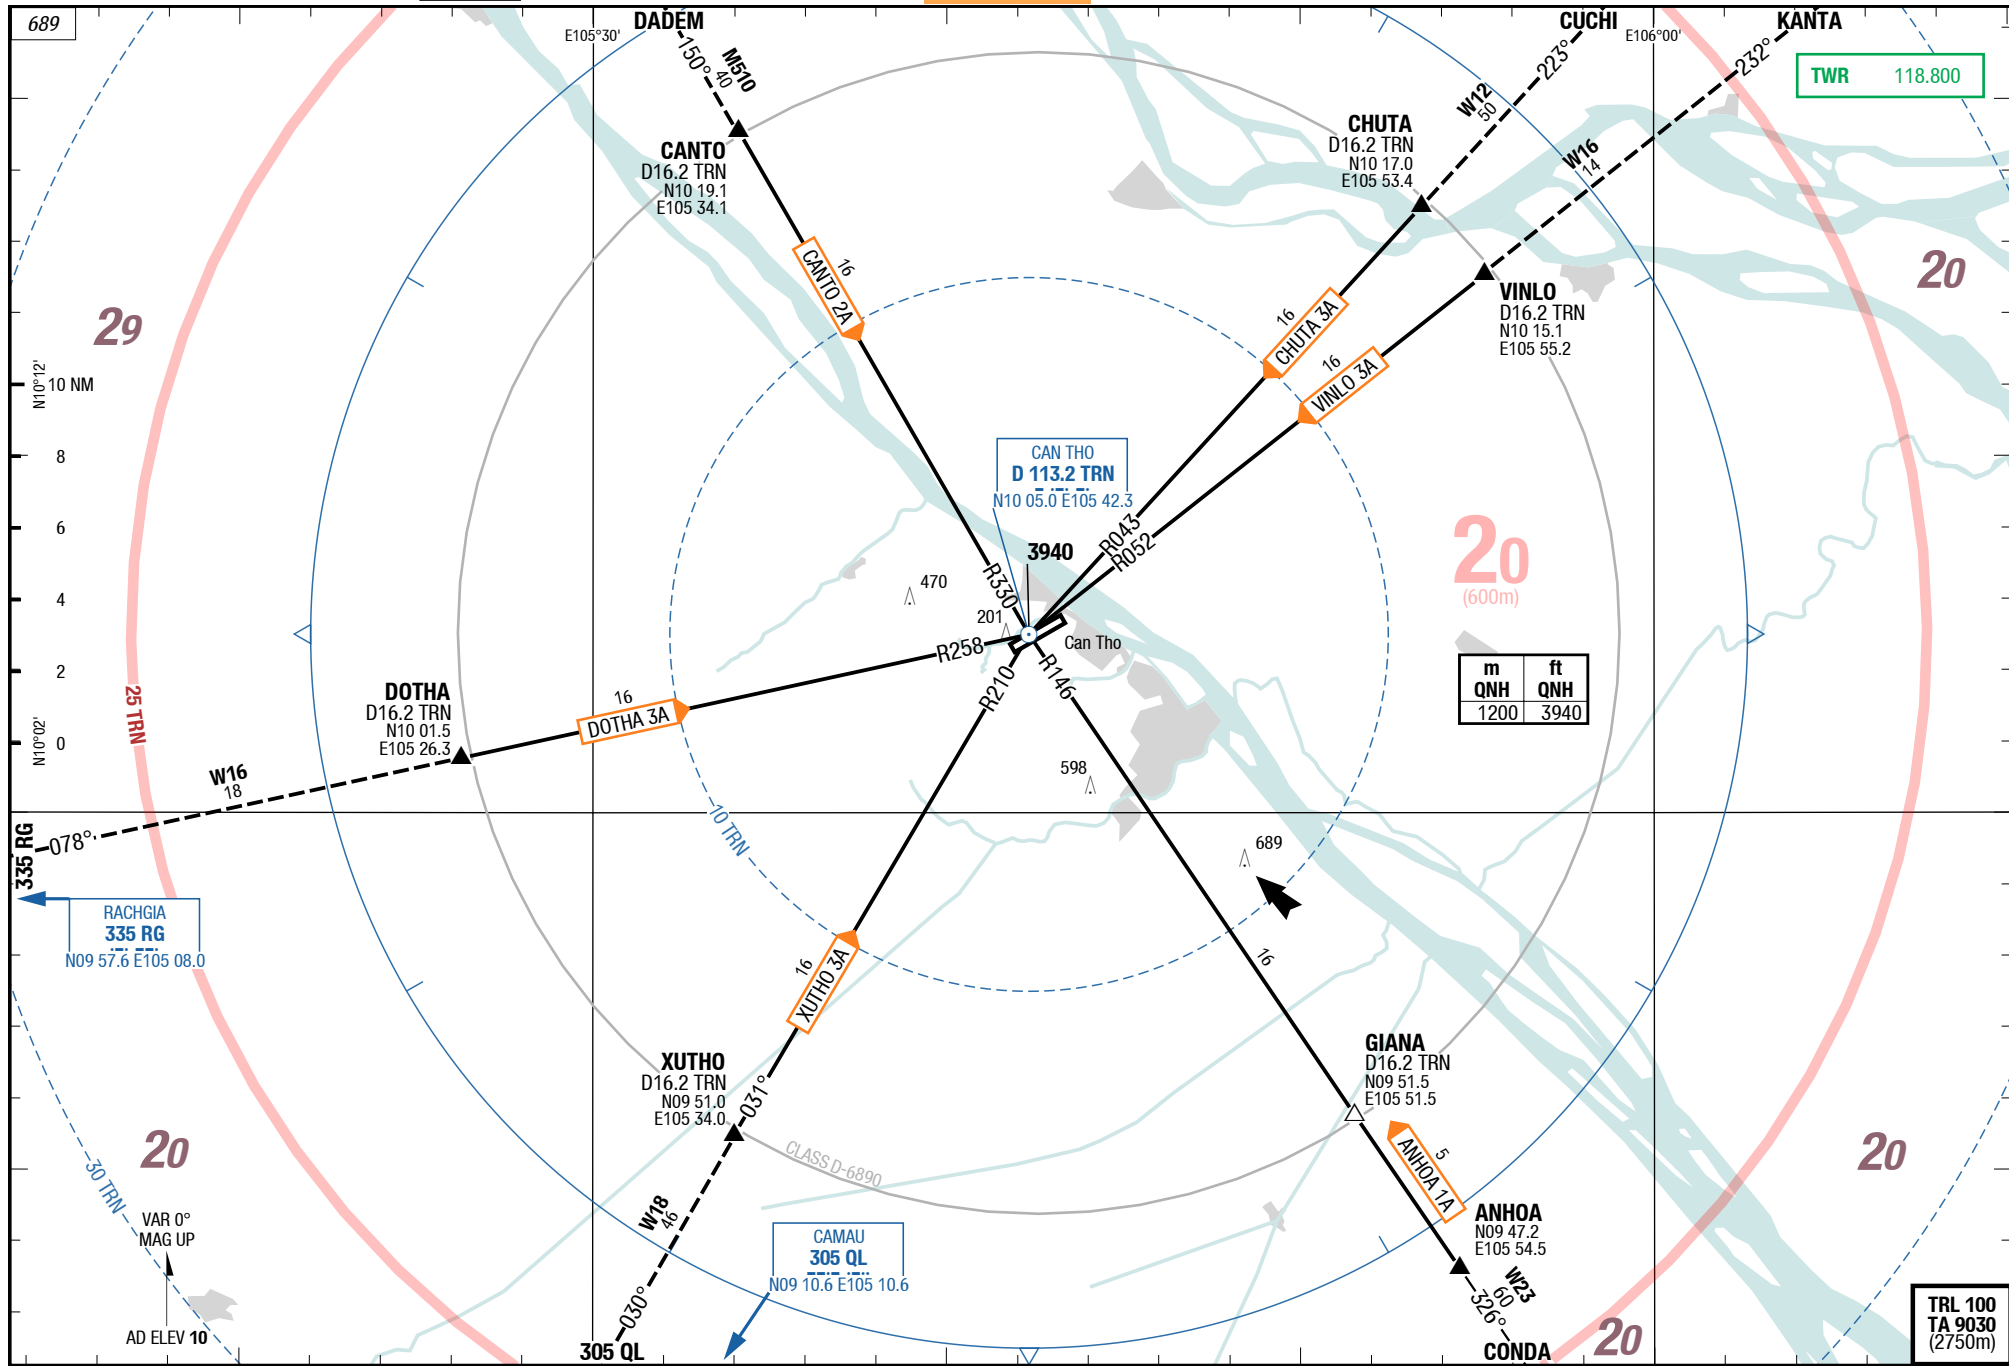 689
DADEM
E105°30'
CUCHI
E106°00'
KANTA
150°
M510
40
223°
232°
TWR 118.800
W12
50
CHUTA
D16.2 TRN
N10 17.0
E105 53.4
CANTO
D16.2 TRN
N10 19.1
E105 34.1
W16
14
16
CANTO 2A
20
VINLO
D16.2 TRN
N10 15.1
E105 55.2
29
16
CHUTA 3A
16
VINLO 3A
N10°12'
10 NM
8
6
4
2
0
N10°02'
CAN THO
D 113.2 TRN
N10 05.0 E105 42.3
R043
R052
20
(600m)
3940
R330
470
201
Can Tho
R258
R210
R146
m ft
QNH QNH
1200 3940
25 TRN
DOTHA
D16.2 TRN
N10 01.5
E105 26.3
16
DOTHA 3A
W16
18
598
10 TRN
078°
335 RG
689
RACHGIA
335 RG
N09 57.6 E105 08.0
16
XUTHO 3A
16
XUTHO
D16.2 TRN
N09 51.0
E105 34.0
031°
GIANA
D16.2 TRN
N09 51.5
E105 51.5
20
30 TRN
CLASS D-6890
5
ANHOA 1A
20
W18
46
VAR 0°
MAG UP
CAMAU
305 QL
N09 10.6 E105 10.6
ANHOA
N09 47.2
E105 54.5
W23
60
326°
030°
AD ELEV 10
305 QL
CONDA
20
TRL 100
TA 9030
(2750m)